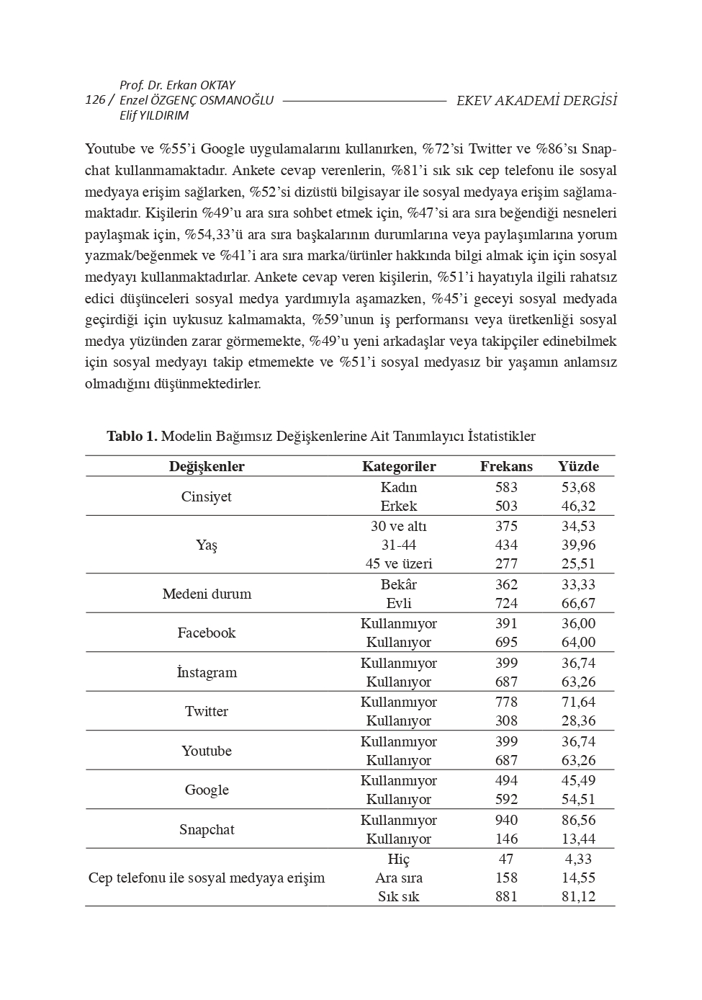 Prof. Dr. Erkan OKTAY
126 / Enzel ÖZGENÇ OSMANOĞLU EKEV AKADEMİ DERGİSİ
Elif YILDIRIM
Youtube ve %55’i Google uygulamalarını kullanırken, %72’si Twitter ve %86’sı Snap-
chat kullanmamaktadır. Ankete cevap verenlerin, %81’i sık sık cep telefonu ile sosyal
medyaya erişim sağlarken, %52’si dizüstü bilgisayar ile sosyal medyaya erişim sağlama-
maktadır. Kişilerin %49’u ara sıra sohbet etmek için, %47’si ara sıra beğendiği nesneleri
paylaşmak için, %54,33’ü ara sıra başkalarının durumlarına veya paylaşımlarına yorum
yazmak/beğenmek ve %41’i ara sıra marka/ürünler hakkında bilgi almak için için sosyal
medyayı kullanmaktadırlar. Ankete cevap veren kişilerin, %51’i hayatıyla ilgili rahatsız
edici düşünceleri sosyal medya yardımıyla aşamazken, %45’i geceyi sosyal medyada
geçirdiği için uykusuz kalmamakta, %59’unun iş performansı veya üretkenliği sosyal
medya yüzünden zarar görmemekte, %49’u yeni arkadaşlar veya takipçiler edinebilmek
için sosyal medyayı takip etmemekte ve %51’i sosyal medyasız bir yaşamın anlamsız
olmadığını düşünmektedirler.
Tablo 1. Modelin Bağımsız Değişkenlerine Ait Tanımlayıcı İstatistikler
Değişkenler Kategoriler Frekans Yüzde
Cinsiyet
Kadın 583 53,68
Erkek 503 46,32
Yaş
30 ve altı 375 34,53
31-44 434 39,96
45 ve üzeri 277 25,51
Medeni durum
Bekâr 362 33,33
Evli 724 66,67
Facebook
Kullanmıyor 391 36,00
Kullanıyor 695 64,00
İnstagram
Kullanmıyor 399 36,74
Kullanıyor 687 63,26
Twitter
Kullanmıyor 778 71,64
Kullanıyor 308 28,36
Youtube
Kullanmıyor 399 36,74
Kullanıyor 687 63,26
Google
Kullanmıyor 494 45,49
Kullanıyor 592 54,51
Snapchat
Kullanmıyor 940 86,56
Kullanıyor 146 13,44
Cep telefonu ile sosyal medyaya erişim
Hiç 47 4,33
Ara sıra 158 14,55
Sık sık 881 81,12